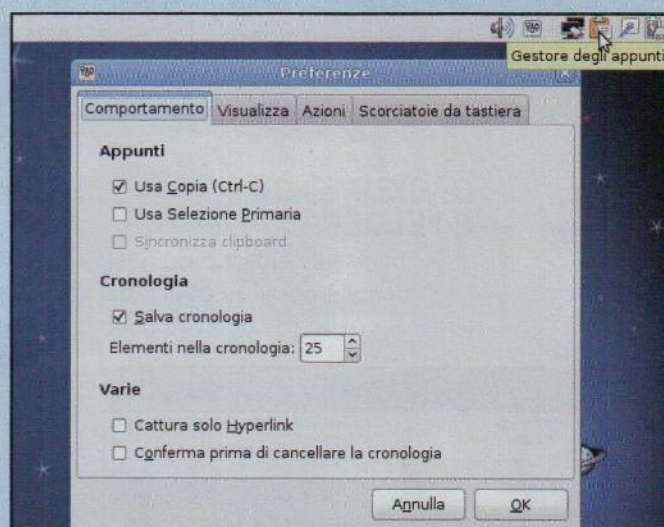 Gestore degli appunti
Preferenze
Comportamento Visualizza Azioni Scorciatoie da tastiera
Appunti
Usa Copia (Ctrl-C)
Usa Selezione Primaria
Sincronizza clipboard
Cronologia
Salva cronologia
Elementi nella cronologia: 25
Varie
Cattura solo Hyperlink
Conferma prima di cancellare la cronologia
Annulla OK